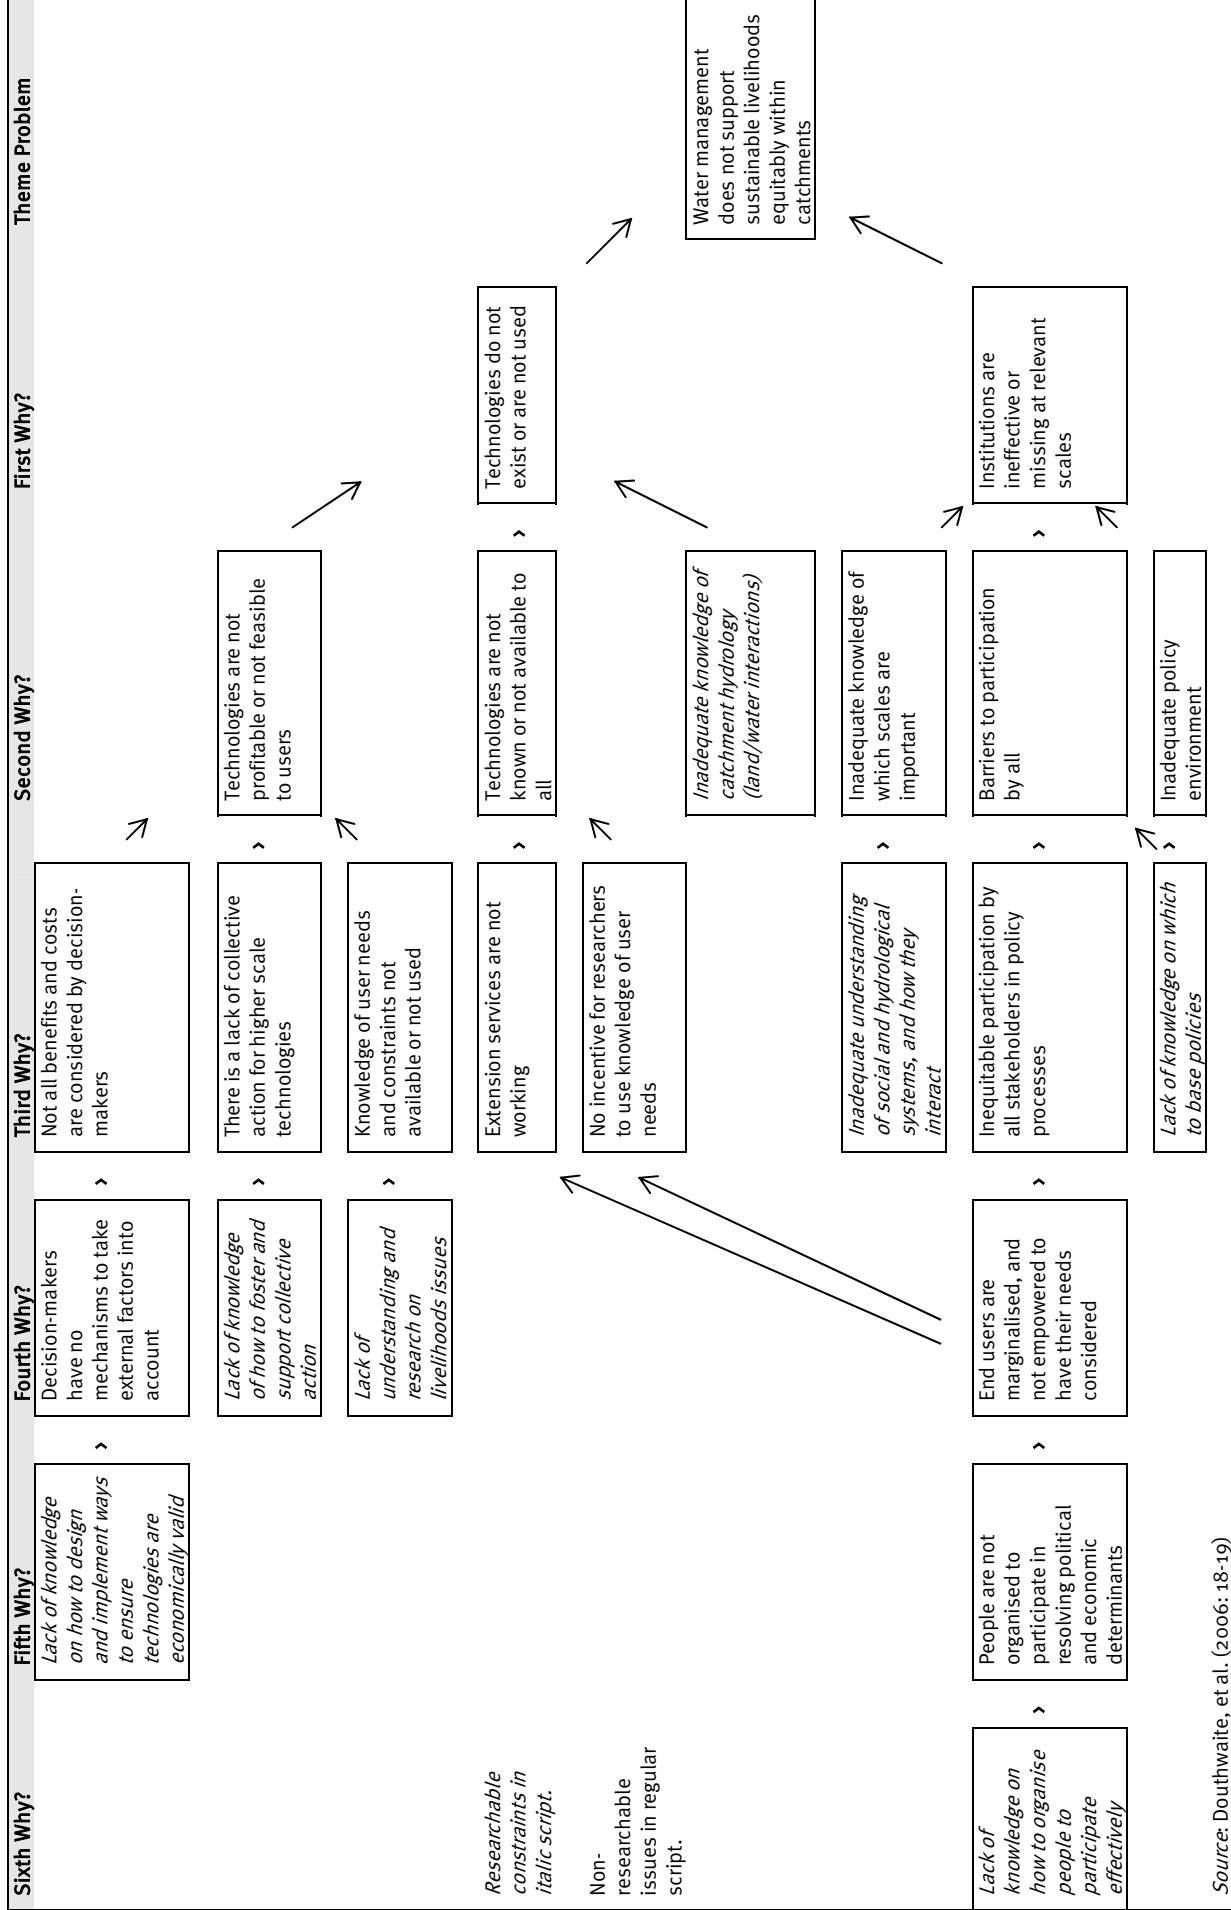 Sixth Why?
Fifth Why?
Fourth Why?
Third Why?
Second Why?
First Why?
Theme Problem
Lack of knowledge
on how to design
and implement ways
to ensure
technologies are
economically valid
Decision-makers
have no
mechanisms to take
external factors into
account
Not all benefits and costs
are considered by decision-
makers
Lack of knowledge
of how to foster and
support collective
action
There is a lack of collective
action for higher scale
technologies
Technologies are not
profitable or not feasible
to users
Lack of
understanding and
research on
livelihoods issues
Knowledge of user needs
and constraints not
available or not used
Researchable
constraints in
italic script.
Extension services are not
working
Technologies are not
known or not available to
all
Technologies do not
exist or are not used
Non-
researchable
issues in regular
script.
No incentive for researchers
to use knowledge of user
needs
Inadequate knowledge of
catchment hydrology
(land/water interactions)
Water management
does not support
sustainable livelihoods
equitably within
catchments
Inadequate understanding
of social and hydrological
systems, and how they
interact
Inadequate knowledge of
which scales are
important
Lack of
knowledge on
how to organise
people to
participate
effectively
People are not
organised to
participate in
resolving political
and economic
determinants
End users are
marginalised, and
not empowered to
have their needs
considered
Inequitable participation by
all stakeholders in policy
processes
Barriers to participation
by all
Institutions are
ineffective or
missing at relevant
scales
Lack of knowledge on which
to base policies
Inadequate policy
environment
Source: Douthwaite, et al. (2006: 18-19)